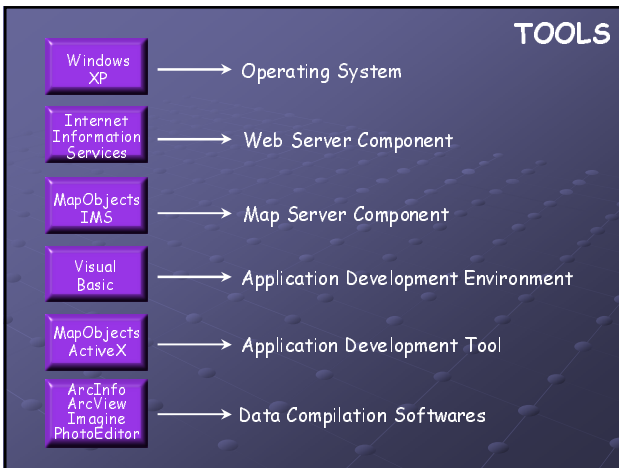 TOOLS
Windows
XP
Operating System
Internet
Information
Services
Web Server Component
MapObjects
IMS
Map Server Component
Visual
Basic
Application Development Environment
MapObjects
ActiveX
Application Development Tool
ArcInfo
ArcView
Imagine
PhotoEditor
Data Compilation Softwares